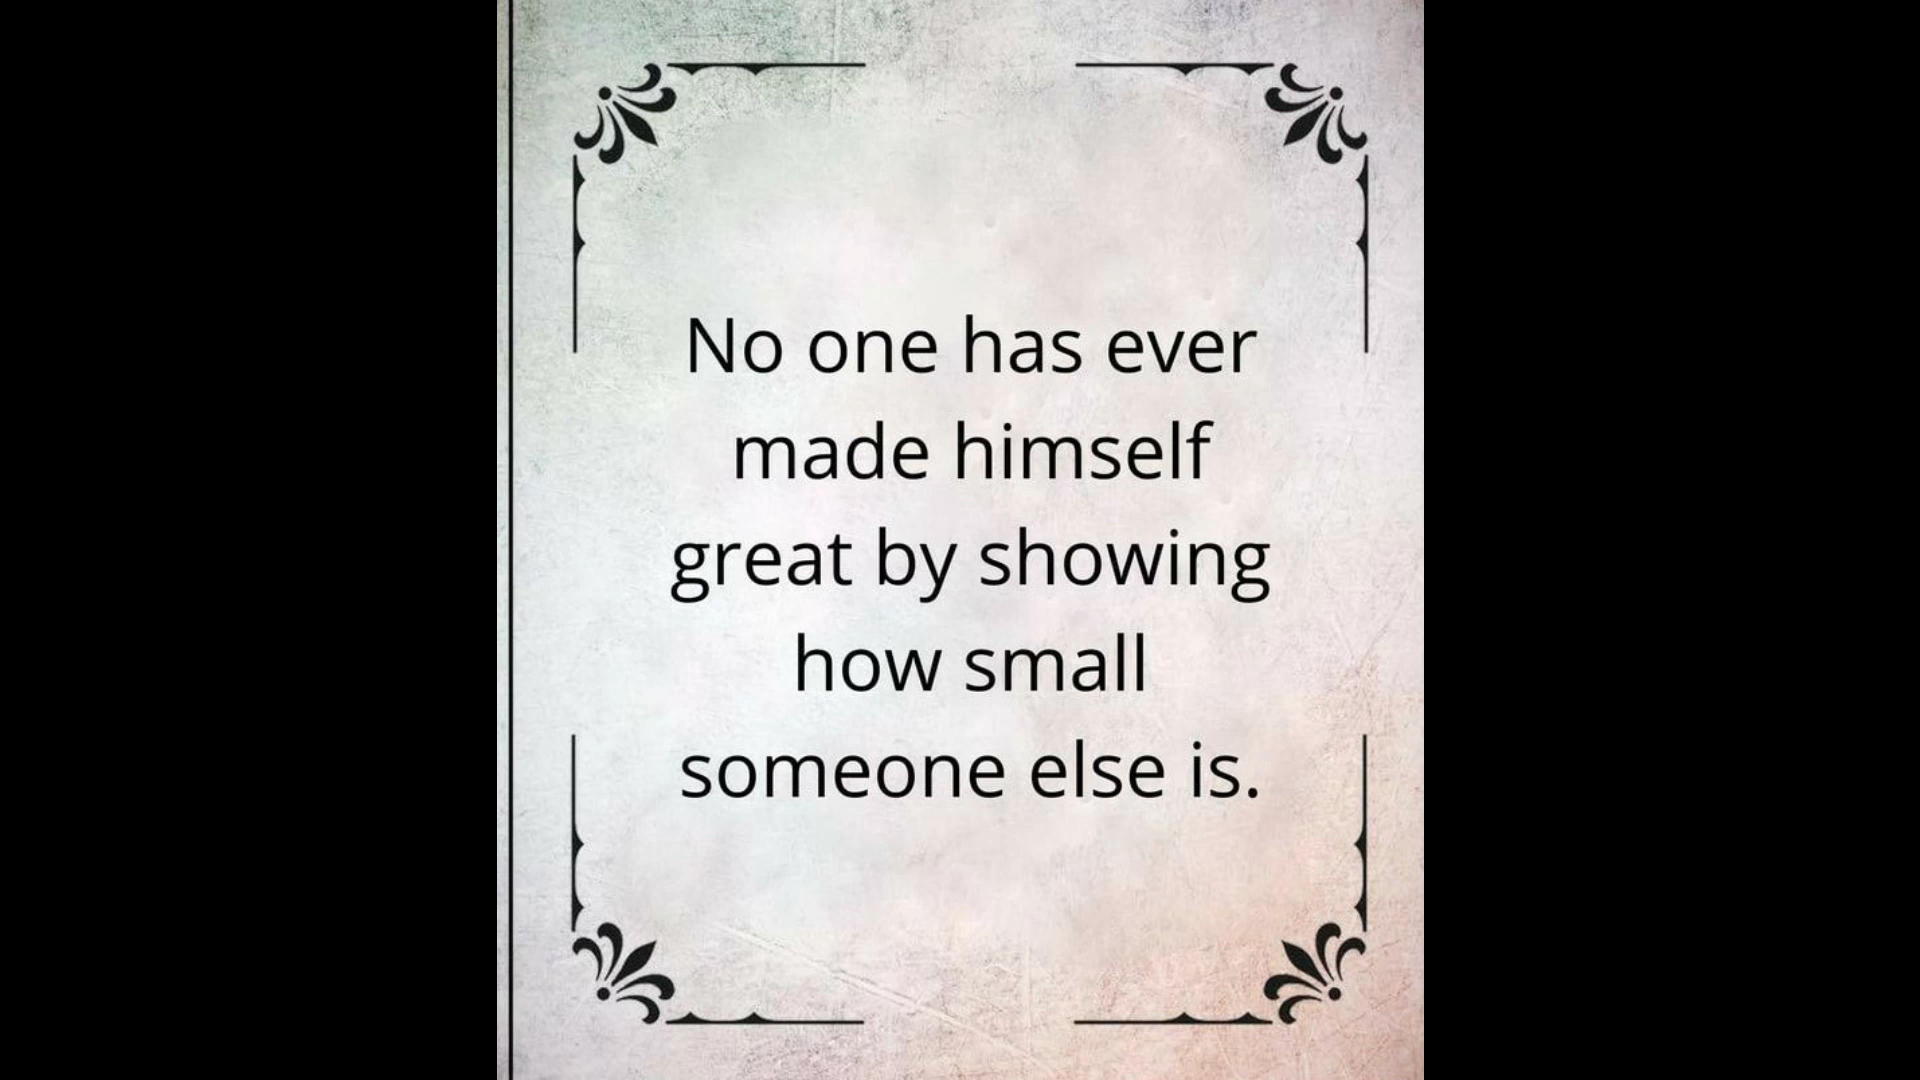 No one has ever
made himself
great by showing
how small
someone else is.